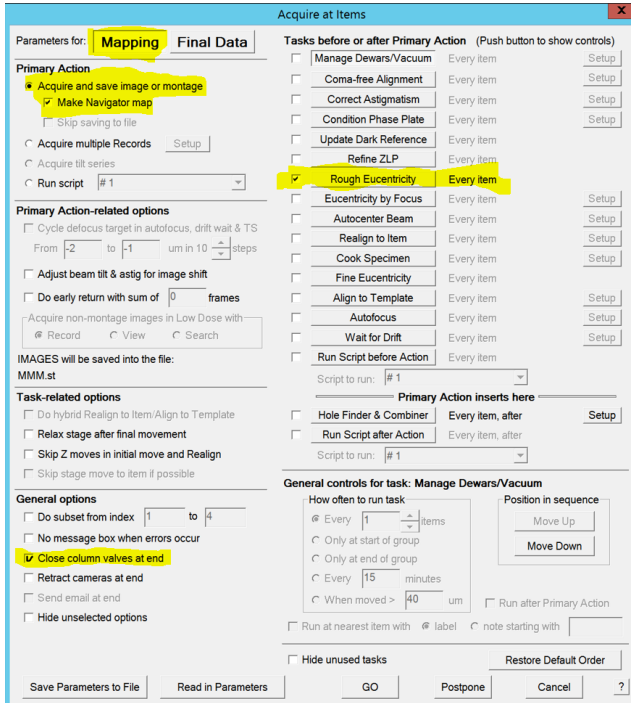 Acquire at Items
X
Parameters for: Mapping Final Data
Primary Action
Acquire and save image or montage
Make Navigator map
Skip saving to file
Acquire multiple Records Setup
Acquire tilt series
Run script #1
Primary Action-related options
Cycle defocus target in autofocus, drift wait & TS
From -2 to -1 um in 10 steps
Adjust beam tilt & astig for image shift
Do early return with sum of 0 frames
Acquire non-montage images in Low Dose with
Record View Search
IMAGES will be saved into the file:
MMM.st
Task-related options
Do hybrid Realign to Item/Align to Template
Relax stage after final movement
Skip Z moves in initial move and Realign
Skip stage move to item if possible
General options
Do subset from index 1 to 4
No message box when errors occur
Close column valves at end
Retract cameras at end
Send email at end
Hide unselected options
Tasks before or after Primary Action (Push button to show controls)
Manage Dewars/Vacuum Every item Setup
Coma-free Alignment Every item Setup
Correct Astigmatism Every item Setup
Condition Phase Plate Every item Setup
Update Dark Reference Every item
Refine ZLP Every item
Rough Eucentricity Every item
Eucentricity by Focus Every item Setup
Autocenter Beam Every item Setup
Realign to Item Every item Setup
Cook Specimen Every item Setup
Fine Eucentricity Every item
Align to Template Every item Setup
Autofocus Every item Setup
Wait for Drift Every item Setup
Run Script before Action Every item
Script to run: #1
Primary Action inserts here
Hole Finder & Combiner Every item, after Setup
Run Script after Action Every item, after
Script to run: #1
General controls for task: Manage Dewars/Vacuum
How often to run task
Every 1 items
Only at start of group
Only at end of group
Every 15 minutes
When moved > 40 um
Position in sequence
Move Up
Move Down
Run after Primary Action
Run at nearest item with label note starting with
Hide unused tasks Restore Default Order
Save Parameters to File Read in Parameters GO Postpone Cancel ?